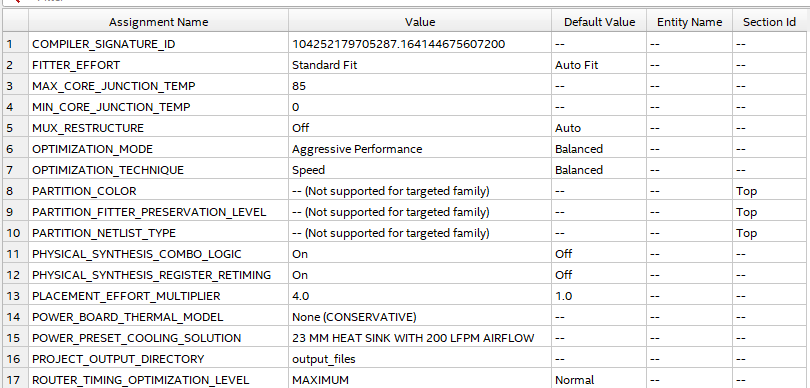 Assignment Name Value Default Value Entity Name Section Id
1 COMPILER_SIGNATURE_ID 104252179705287.164144675607200 -- -- --
2 FITTER_EFFORT Standard Fit Auto Fit -- --
3 MAX_CORE_JUNCTION_TEMP 85 -- -- --
4 MIN_CORE_JUNCTION_TEMP 0 -- -- --
5 MUX_RESTRUCTURE Off Auto -- --
6 OPTIMIZATION_MODE Aggressive Performance Balanced -- --
7 OPTIMIZATION_TECHNIQUE Speed Balanced -- --
8 PARTITION_COLOR -- (Not supported for targeted family) -- -- Top
9 PARTITION_FITTER_PRESERVATION_LEVEL -- (Not supported for targeted family) -- -- Top
10 PARTITION_NETLIST_TYPE -- (Not supported for targeted family) -- -- Top
11 PHYSICAL_SYNTHESIS_COMBO_LOGIC On Off -- --
12 PHYSICAL_SYNTHESIS_REGISTER_RETIMING On Off -- --
13 PLACEMENT_EFFORT_MULTIPLIER 4.0 1.0 -- --
14 POWER_BOARD_THERMAL_MODEL None (CONSERVATIVE) -- -- --
15 POWER_PRESET_COOLING_SOLUTION 23 MM HEAT SINK WITH 200 LFPM AIRFLOW -- -- --
16 PROJECT_OUTPUT_DIRECTORY output_files -- -- --
17 ROUTER_TIMING_OPTIMIZATION_LEVEL MAXIMUM Normal -- --